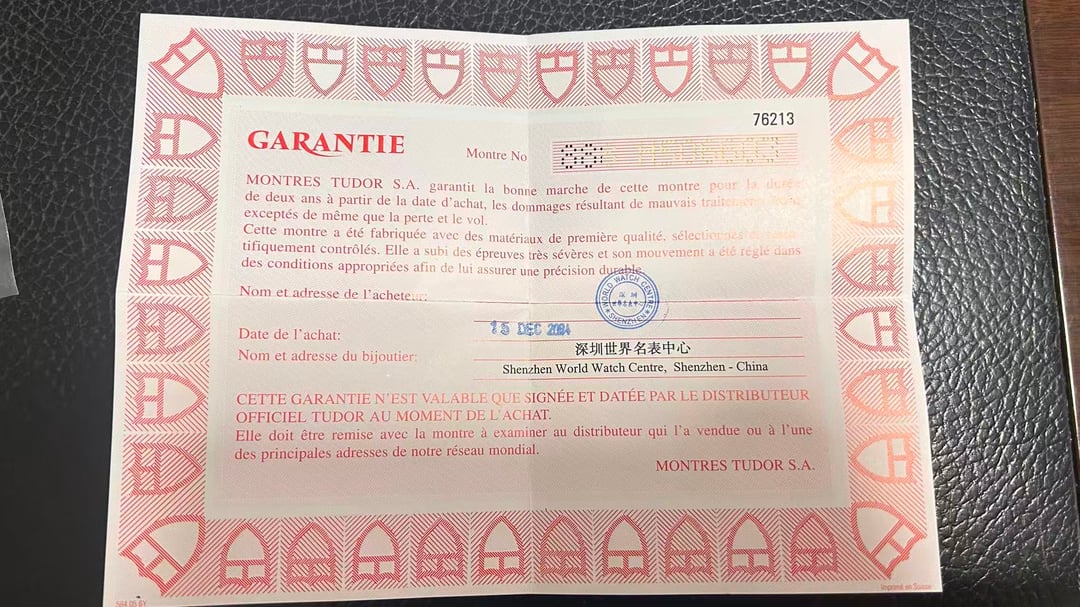 76213
GARANTIE
Montre No
MONTRES TUDOR S.A. garantit la bonne marche de cette montre pour la durée
de deux ans à partir de la date d'achat, les dommages résultant de mauvais
exceptés de même que la perte et le vol.
Cette montre a été fabriquée avec des matériaux de première qualité,
tifiquement contrôlés. Elle a subi des épreuves très sévères et son mouvement a été réglé dans
des conditions appropriées afin de lui assurer une précision durable.
Nom et adresse de l'acheteur:
WORLD WATCH CENTRE
深圳
SHENZHEN
Date de l'achat:
15 DEC
Nom et adresse du bijoutier:
深圳世界名表中心
Shenzhen World Watch Centre, Shenzhen - China
CETTE GARANTIE N'EST VALABLE QUE SIGNÉE ET DATÉE PAR LE DISTRIBUTEUR
OFFICIEL TUDOR AU MOMENT DE L'ACHAT.
Elle doit être remise avec la montre à examiner au distributeur qui l'a vendue ou à l'une
des principales adresses de notre réseau mondial.
MONTRES TUDOR S.A.
Imprimé en Suisse